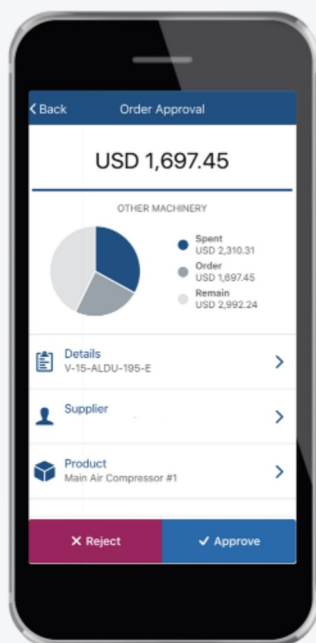 Back
Order Approval
USD 1,697.45
OTHER MACHINERY
Spent
USD 2,310.31
Order
USD 1,697.45
Remain
USD 2,992.24
Details
V-15-ALDU-195-E
Supplier
Product
Main Air Compressor #1
Reject
Approve